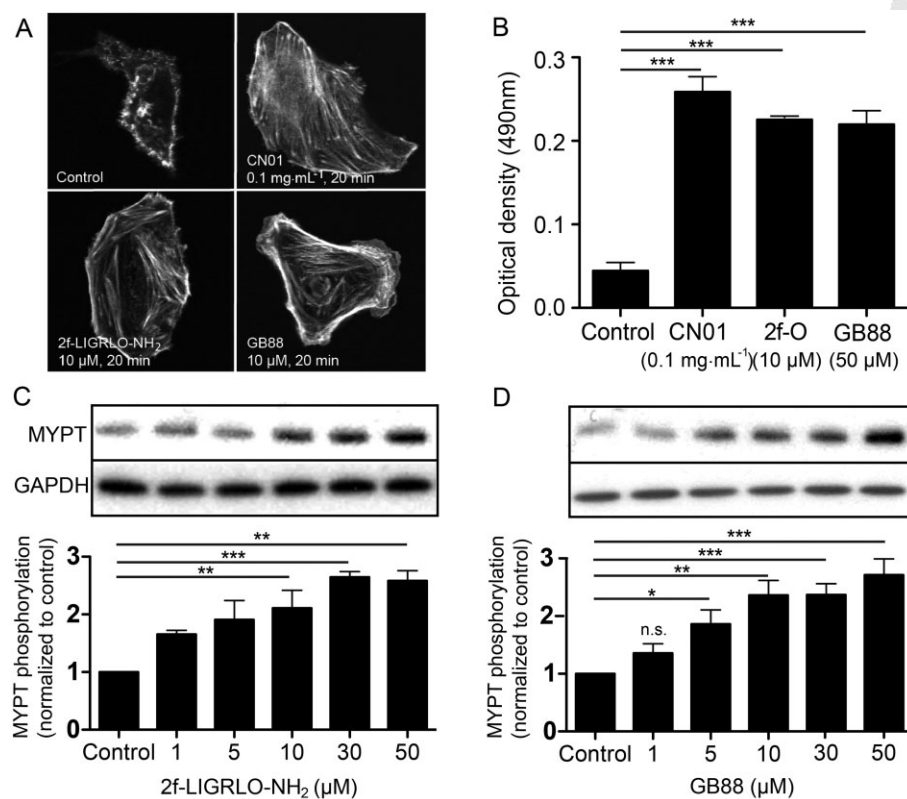 A
Control
CN01
0.1 mg·mL⁻¹, 20 min
2f-LIGRLO-NH₂
10 µM, 20 min
GB88
10 µM, 20 min
B
***
***
***
0.3
0.2
0.1
0.0
Opitical density (490nm)
Control CN01 2f-O GB88
(0.1 mg·mL⁻¹)(10 µM) (50 µM)
C
MYPT
GAPDH
**
***
**
3
2
1
0
MYPT phosphorylation
(normalized to control)
Control 1 5 10 30 50
2f-LIGRLO-NH₂ (µM)
D
***
***
**
*
n.s.
3
2
1
0
MYPT phosphorylation
(normalized to control)
Control 1 5 10 30 50
GB88 (µM)